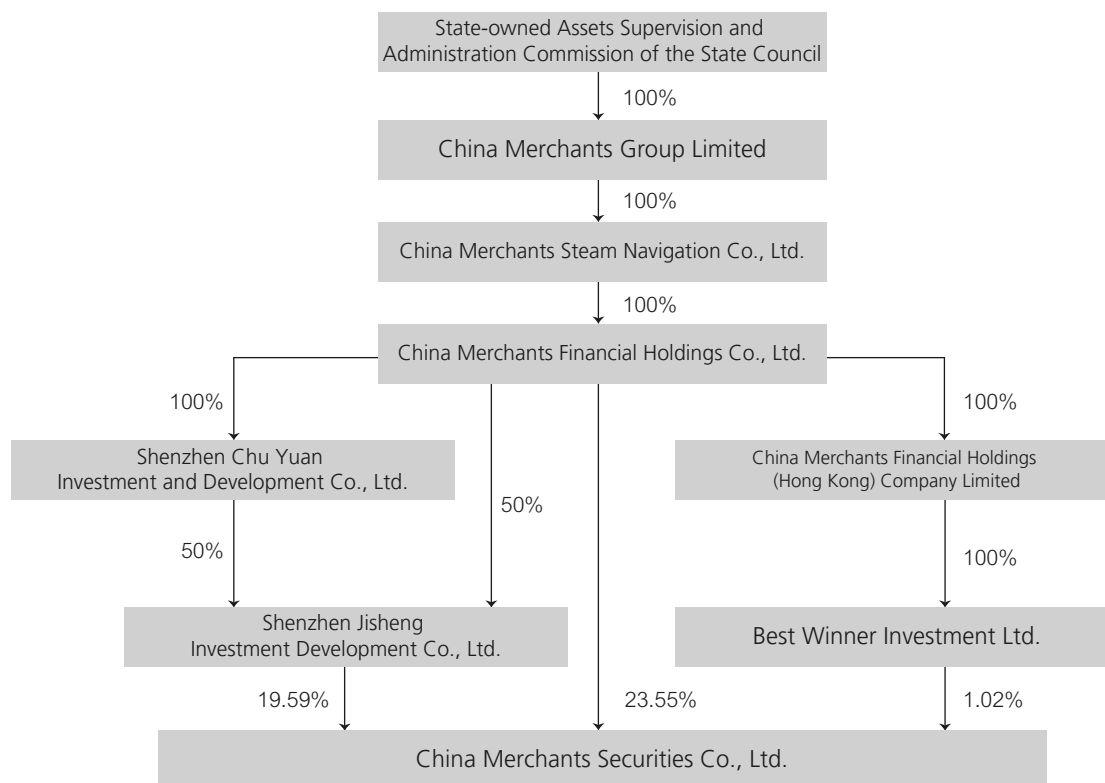 State-owned Assets Supervision and
Administration Commission of the State Council
100%
China Merchants Group Limited
100%
China Merchants Steam Navigation Co., Ltd.
100%
China Merchants Financial Holdings Co., Ltd.
100%
100%
Shenzhen Chu Yuan
Investment and Development Co., Ltd.
China Merchants Financial Holdings
(Hong Kong) Company Limited
50%
50%
100%
Shenzhen Jisheng
Investment Development Co., Ltd.
Best Winner Investment Ltd.
19.59%
23.55%
1.02%
China Merchants Securities Co., Ltd.